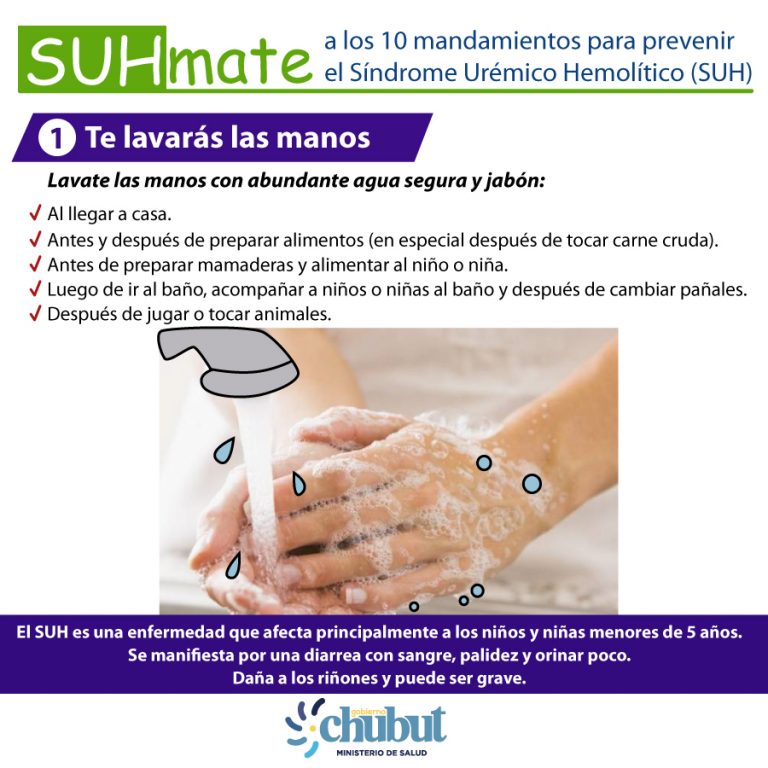 SUHmate
a los 10 mandamientos para prevenir
el Síndrome Urémico Hemolítico (SUH)
1 Te lavarás las manos
Lavate las manos con abundante agua segura y jabón:
Al llegar a casa.
Antes y después de preparar alimentos (en especial después de tocar carne cruda).
Antes de preparar mamaderas y alimentar al niño o niña.
Luego de ir al baño, acompañar a niños o niñas al baño y después de cambiar pañales.
Después de jugar o tocar animales.
El SUH es una enfermedad que afecta principalmente a los niños y niñas menores de 5 años.
Se manifiesta por una diarrea con sangre, palidez y orinar poco.
Daña a los riñones y puede ser grave.
gobierno
chubut
MINISTERIO DE SALUD